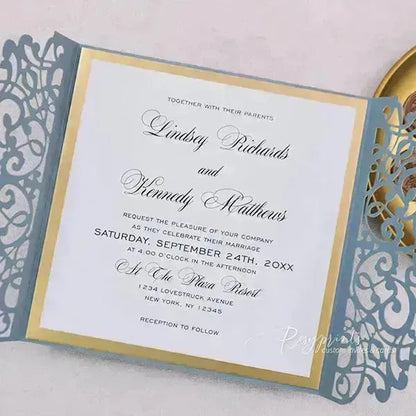 TOGETHER WITH THEIR PARENTS
Lindsey Richards
and
Kennedy Matthews
REQUEST THE PLEASURE OF YOUR COMPANY
AS THEY CELEBRATE THEIR MARRIAGE
SATURDAY, SEPTEMBER 24TH, 20XX
AT 4:00 O'CLOCK IN THE AFTERNOON
At The Plaza Resort
1234 LOVESTRUCK AVENUE
NEW YORK, NY 12345
RECEPTION TO FOLLOW